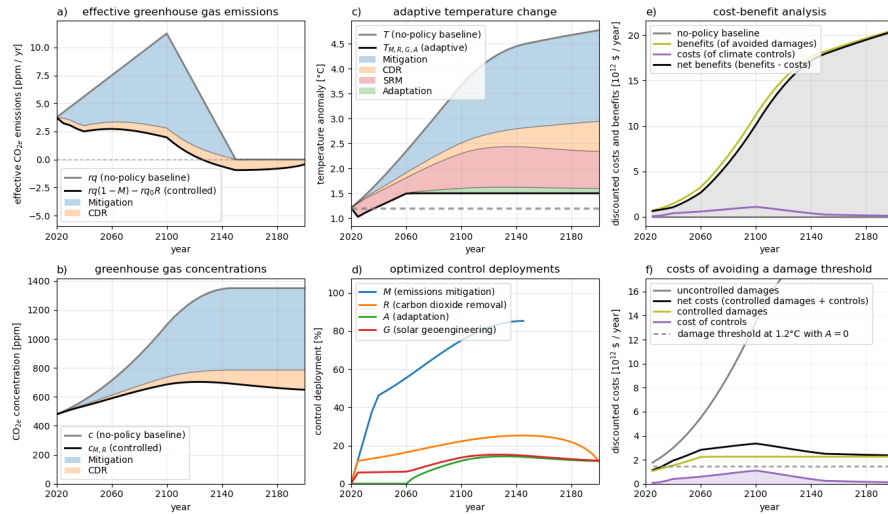 a) effective greenhouse gas emissions
effective CO₂ₑ emissions [ppm / yr]
10.0
7.5
5.0
2.5
0.0
−2.5
−5.0
rq (no-policy baseline)
rq(1 − M) − rq₀R (controlled)
Mitigation
CDR
2020 2060 2100 2140 2180
year
c) adaptive temperature change
temperature anomaly [°C]
4.5
4.0
3.5
3.0
2.5
2.0
1.5
1.0
T (no-policy baseline)
T_{M, R, G, A} (adaptive)
Mitigation
CDR
SRM
Adaptation
2020 2060 2100 2140 2180
year
e) cost-benefit analysis
discounted costs and benefits [10¹² $ / year]
20
15
10
5
0
no-policy baseline
benefits (of avoided damages)
costs (of climate controls)
net benefits (benefits - costs)
2020 2060 2100 2140 2180
year
b) greenhouse gas concentrations
CO₂ₑ concentration [ppm]
1400
1200
1000
800
600
400
200
0
c (no-policy baseline)
c_{M, R} (controlled)
Mitigation
CDR
2020 2060 2100 2140 2180
year
d) optimized control deployments
control deployment [%]
100
80
60
40
20
0
M (emissions mitigation)
R (carbon dioxide removal)
A (adaptation)
G (solar geoengineering)
2020 2060 2100 2140 2180
year
f) costs of avoiding a damage threshold
discounted costs [10¹² $ / year]
16
14
12
10
8
6
4
2
0
uncontrolled damages
net costs (controlled damages + controls)
controlled damages
cost of controls
damage threshold at 1.2°C with A = 0
2020 2060 2100 2140 2180
year